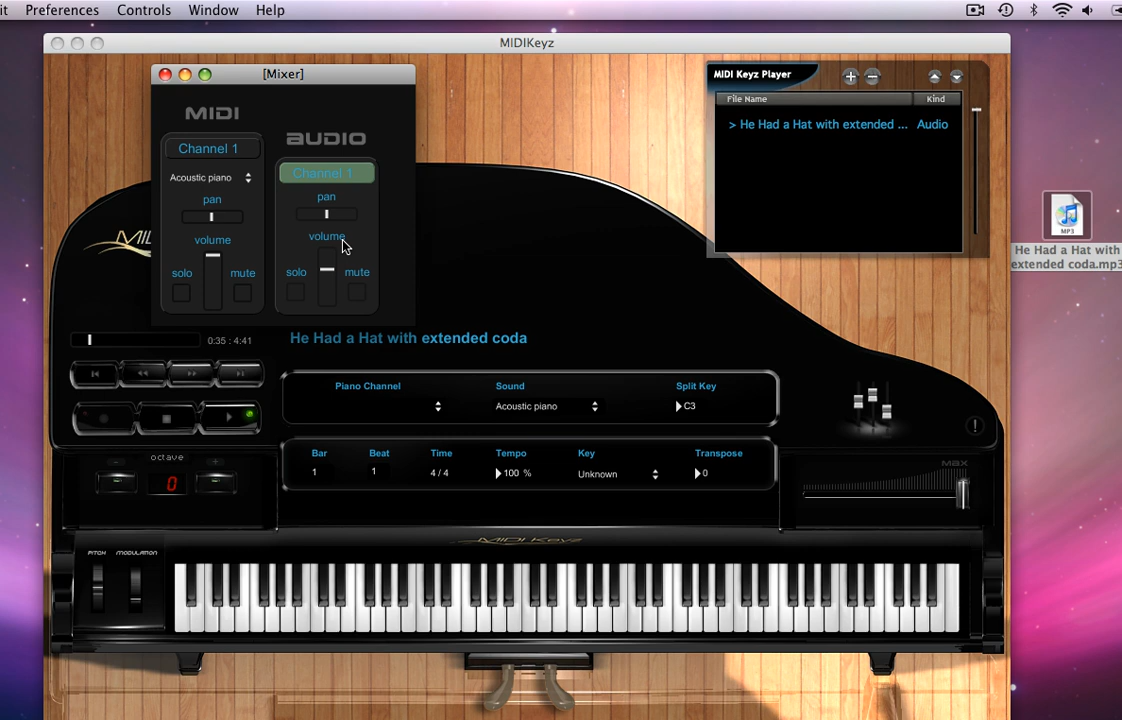 it Preferences Controls Window Help
MIDIKeyz
[Mixer]
MIDI
Channel 1
Acoustic piano
pan
volume
solo mute
AUDIO
Channel 1
pan
volume
solo mute
MIDI Keyz Player
File Name Kind
> He Had a Hat with extended ... Audio
MP3
He Had a Hat with
extended coda.mp3
0:35 : 4:41
He Had a Hat with extended coda
Piano Channel Sound Split Key
Acoustic piano C3
Bar Beat Time Tempo Key Transpose
1 1 4 / 4 100 % Unknown 0
octave
- +
0
!
MAX
MIDI Keyz
PITCH MODULATION